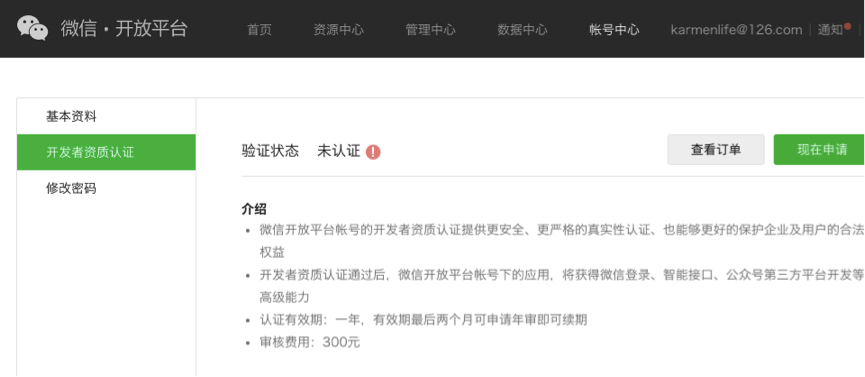 微信·开放平台 首页 资源中心 管理中心 数据中心 帐号中心 karmenlife@126.com 通知
基本资料
开发者资质认证
修改密码
验证状态 未认证 查看订单 现在申请
介绍
• 微信开放平台帐号的开发者资质认证提供更安全、更严格的真实性认证、也能够更好的保护企业及用户的合法
权益
• 开发者资质认证通过后，微信开放平台帐号下的应用，将获得微信登录、智能接口、公众号第三方平台开发等
高级能力
• 认证有效期：一年，有效期最后两个月可申请年审即可续期
• 审核费用：300元